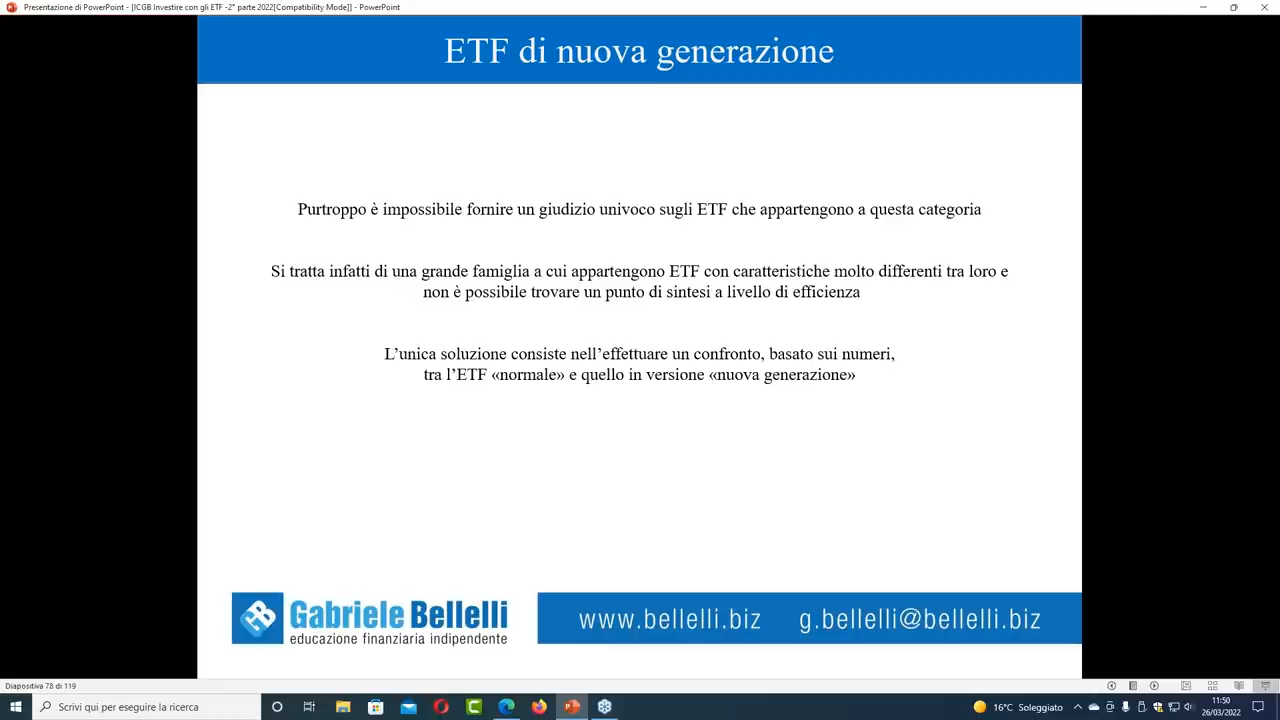 Presentazione di PowerPoint - [ICGB Investire con gli ETF -2° parte 2022[Compatibility Mode]] - PowerPoint
ETF di nuova generazione
Purtroppo è impossibile fornire un giudizio univoco sugli ETF che appartengono a questa categoria
Si tratta infatti di una grande famiglia a cui appartengono ETF con caratteristiche molto differenti tra loro e
non è possibile trovare un punto di sintesi a livello di efficienza
L’unica soluzione consiste nell’effettuare un confronto, basato sui numeri,
tra l’ETF «normale» e quello in versione «nuova generazione»
Gabriele Bellelli
educazione finanziaria indipendente
www.bellelli.biz g.bellelli@bellelli.biz
Diapositiva 78 di 119
Scrivi qui per eseguire la ricerca
16°C Soleggiato
11:50
26/03/2022